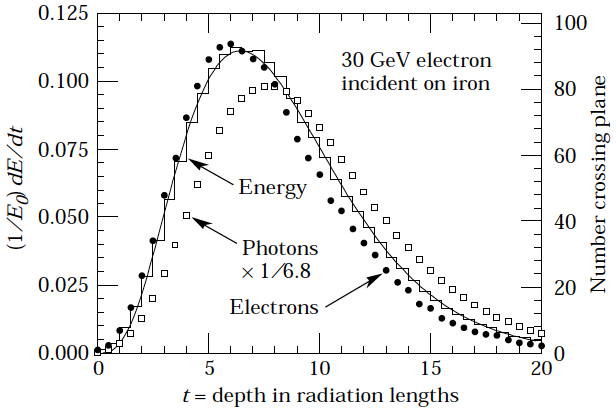 0.125
0.100
0.075
0.050
0.025
0.000
(1/E0) dE/dt
30 GeV electron
incident on iron
Energy
Photons
× 1/6.8
Electrons
100
80
60
40
20
0
Number crossing plane
0 5 10 15 20
t = depth in radiation lengths